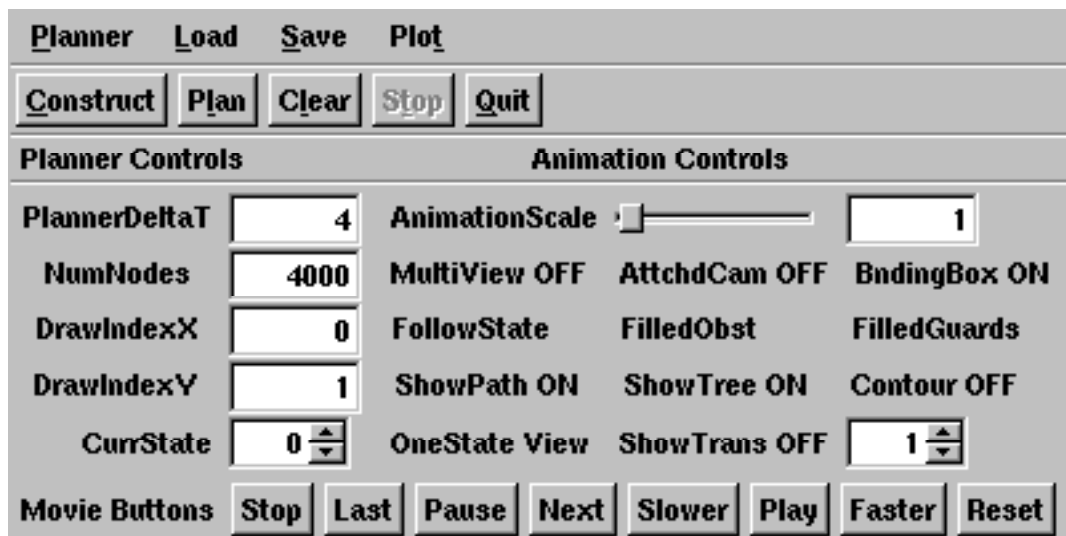 Planner Load Save Plot
Construct Plan Clear Stop Quit
Planner Controls Animation Controls
PlannerDeltaT 4 AnimationScale 1
NumNodes 4000 MultiView OFF AttchdCam OFF BndingBox ON
DrawIndexX 0 FollowState FilledObst FilledGuards
DrawIndexY 1 ShowPath ON ShowTree ON Contour OFF
CurrState 0 OneState View ShowTrans OFF 1
Movie Buttons Stop Last Pause Next Slower Play Faster Reset